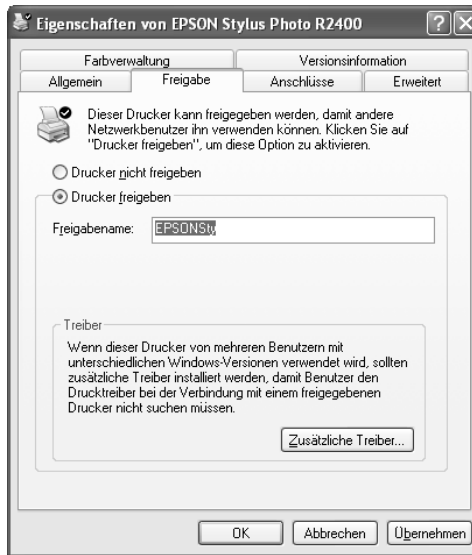 Eigenschaften von EPSON Stylus Photo R2400
Farbverwaltung
Versionsinformation
Allgemein
Freigabe
Anschlüsse
Erweitert
Dieser Drucker kann freigegeben werden, damit andere
Netzwerkbenutzer ihn verwenden können. Klicken Sie auf
"Drucker freigeben", um diese Option zu aktivieren.
Drucker nicht freigeben
Drucker freigeben
Freigabename: EPSONSty
Treiber
Wenn dieser Drucker von mehreren Benutzern mit
unterschiedlichen Windows-Versionen verwendet wird, sollten
zusätzliche Treiber installiert werden, damit Benutzer den
Drucktreiber bei der Verbindung mit einem freigegebenen
Drucker nicht suchen müssen.
Zusätzliche Treiber...
OK
Abbrechen
Übernehmen